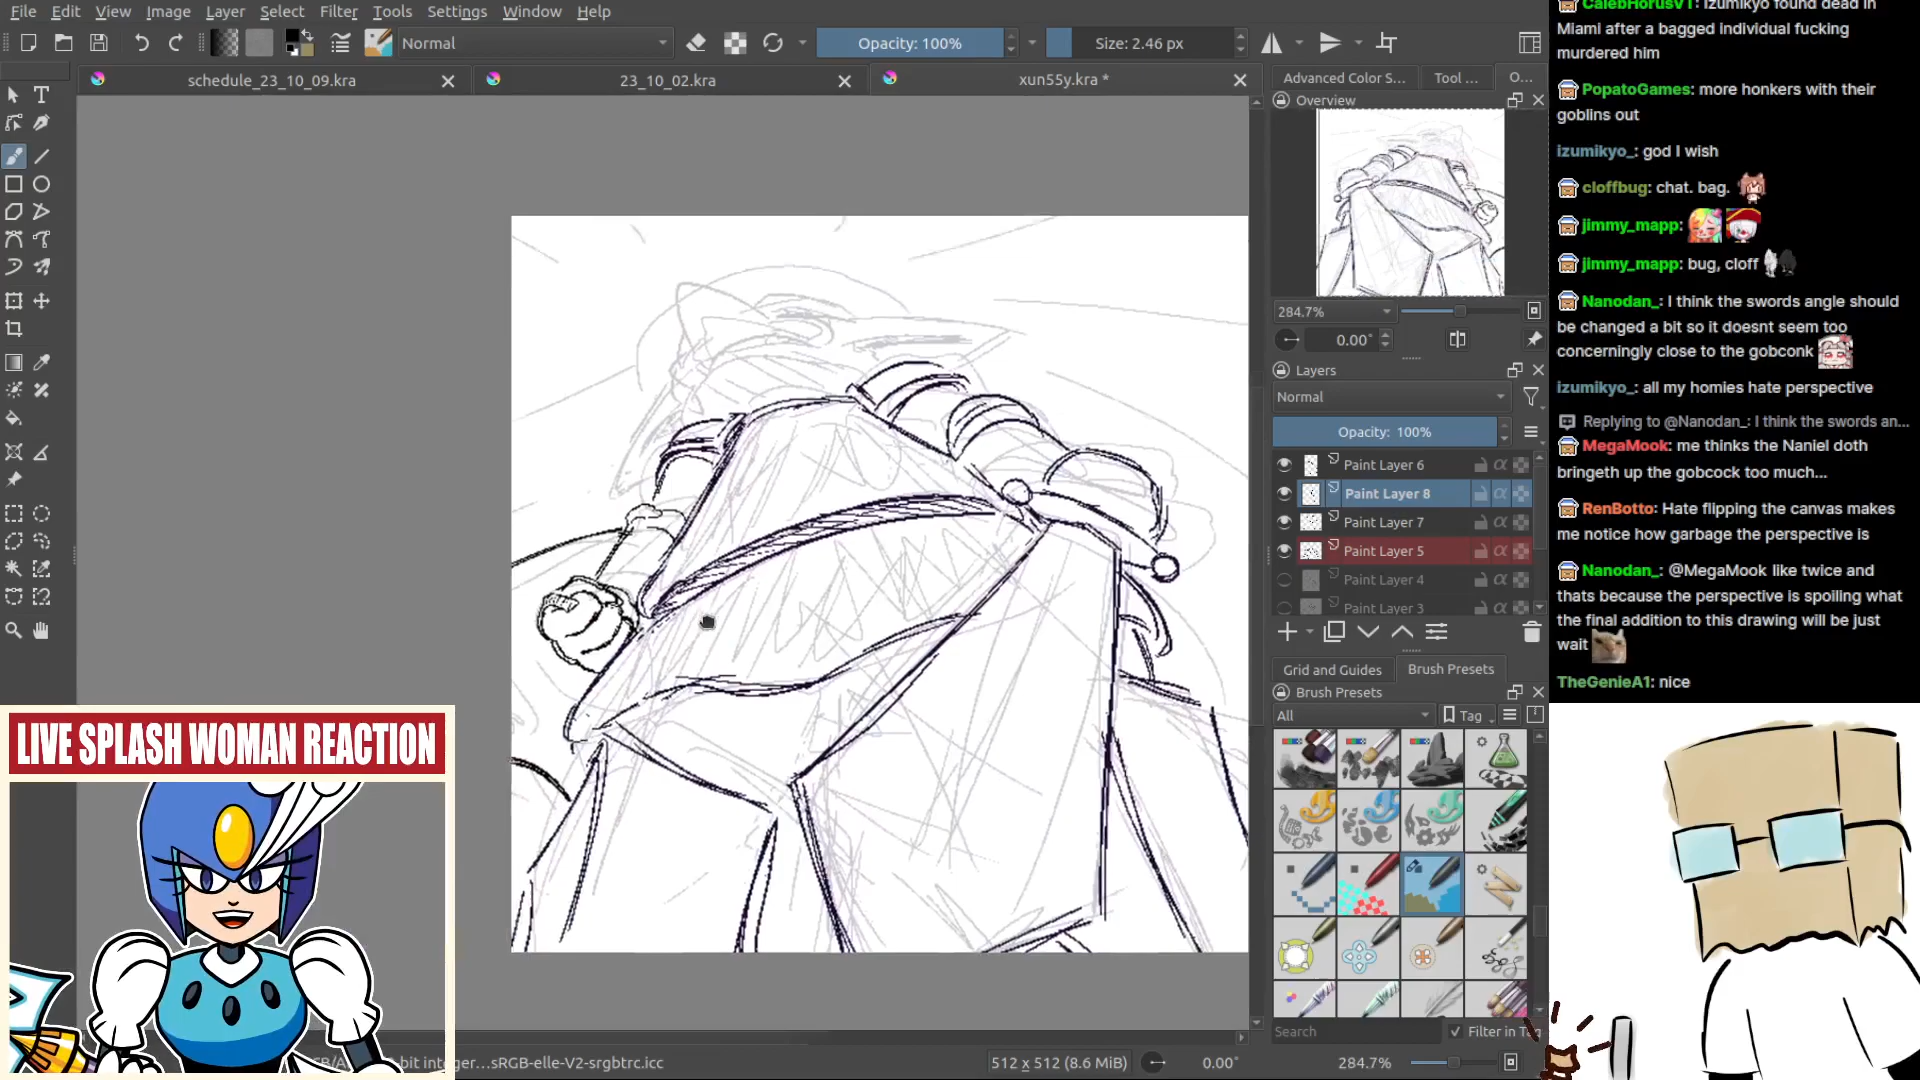 File Edit View Image Layer Select Filter Tools Settings Window Help
Normal
Opacity: 100%
Size: 2.46 px
schedule_23_10_09.kra
23_10_02.kra
xun55y.kra *
Advanced Color S...
Tool ...
O...
Overview
284.7%
0.00°
Layers
Normal
Opacity: 100%
Paint Layer 6
Paint Layer 8
Paint Layer 7
Paint Layer 5
Paint Layer 4
Paint Layer 3
Grid and Guides
Brush Presets
Brush Presets
All
Tag
Search
Filter in
-bit integer...sRGB-elle-V2-srgbtrc.icc
512 x 512 (8.6 MiB)
0.00°
284.7%
LIVE SPLASH WOMAN REACTION
CalebHorusVT: Izumikyo found dead in
Miami after a bagged individual fucking
murdered him
PopatoGames: more honkers with their
goblins out
izumikyo_: god I wish
cloffbug: chat. bag.
jimmy_mapp:
jimmy_mapp: bug, cloff
Nanodan_: I think the swords angle should
be changed a bit so it doesnt seem too
concerningly close to the gobconk
izumikyo_: all my homies hate perspective
Replying to @Nanodan_: I think the swords an...
MegaMook: me thinks the Naniel doth
bringeth up the gobcock too much...
RenBotto: Hate flipping the canvas makes
me notice how garbage the perspective is
Nanodan_: @MegaMook like twice and
thats because the perspective is spoiling what
the final addition to this drawing will be just
wait
TheGenieA1: nice